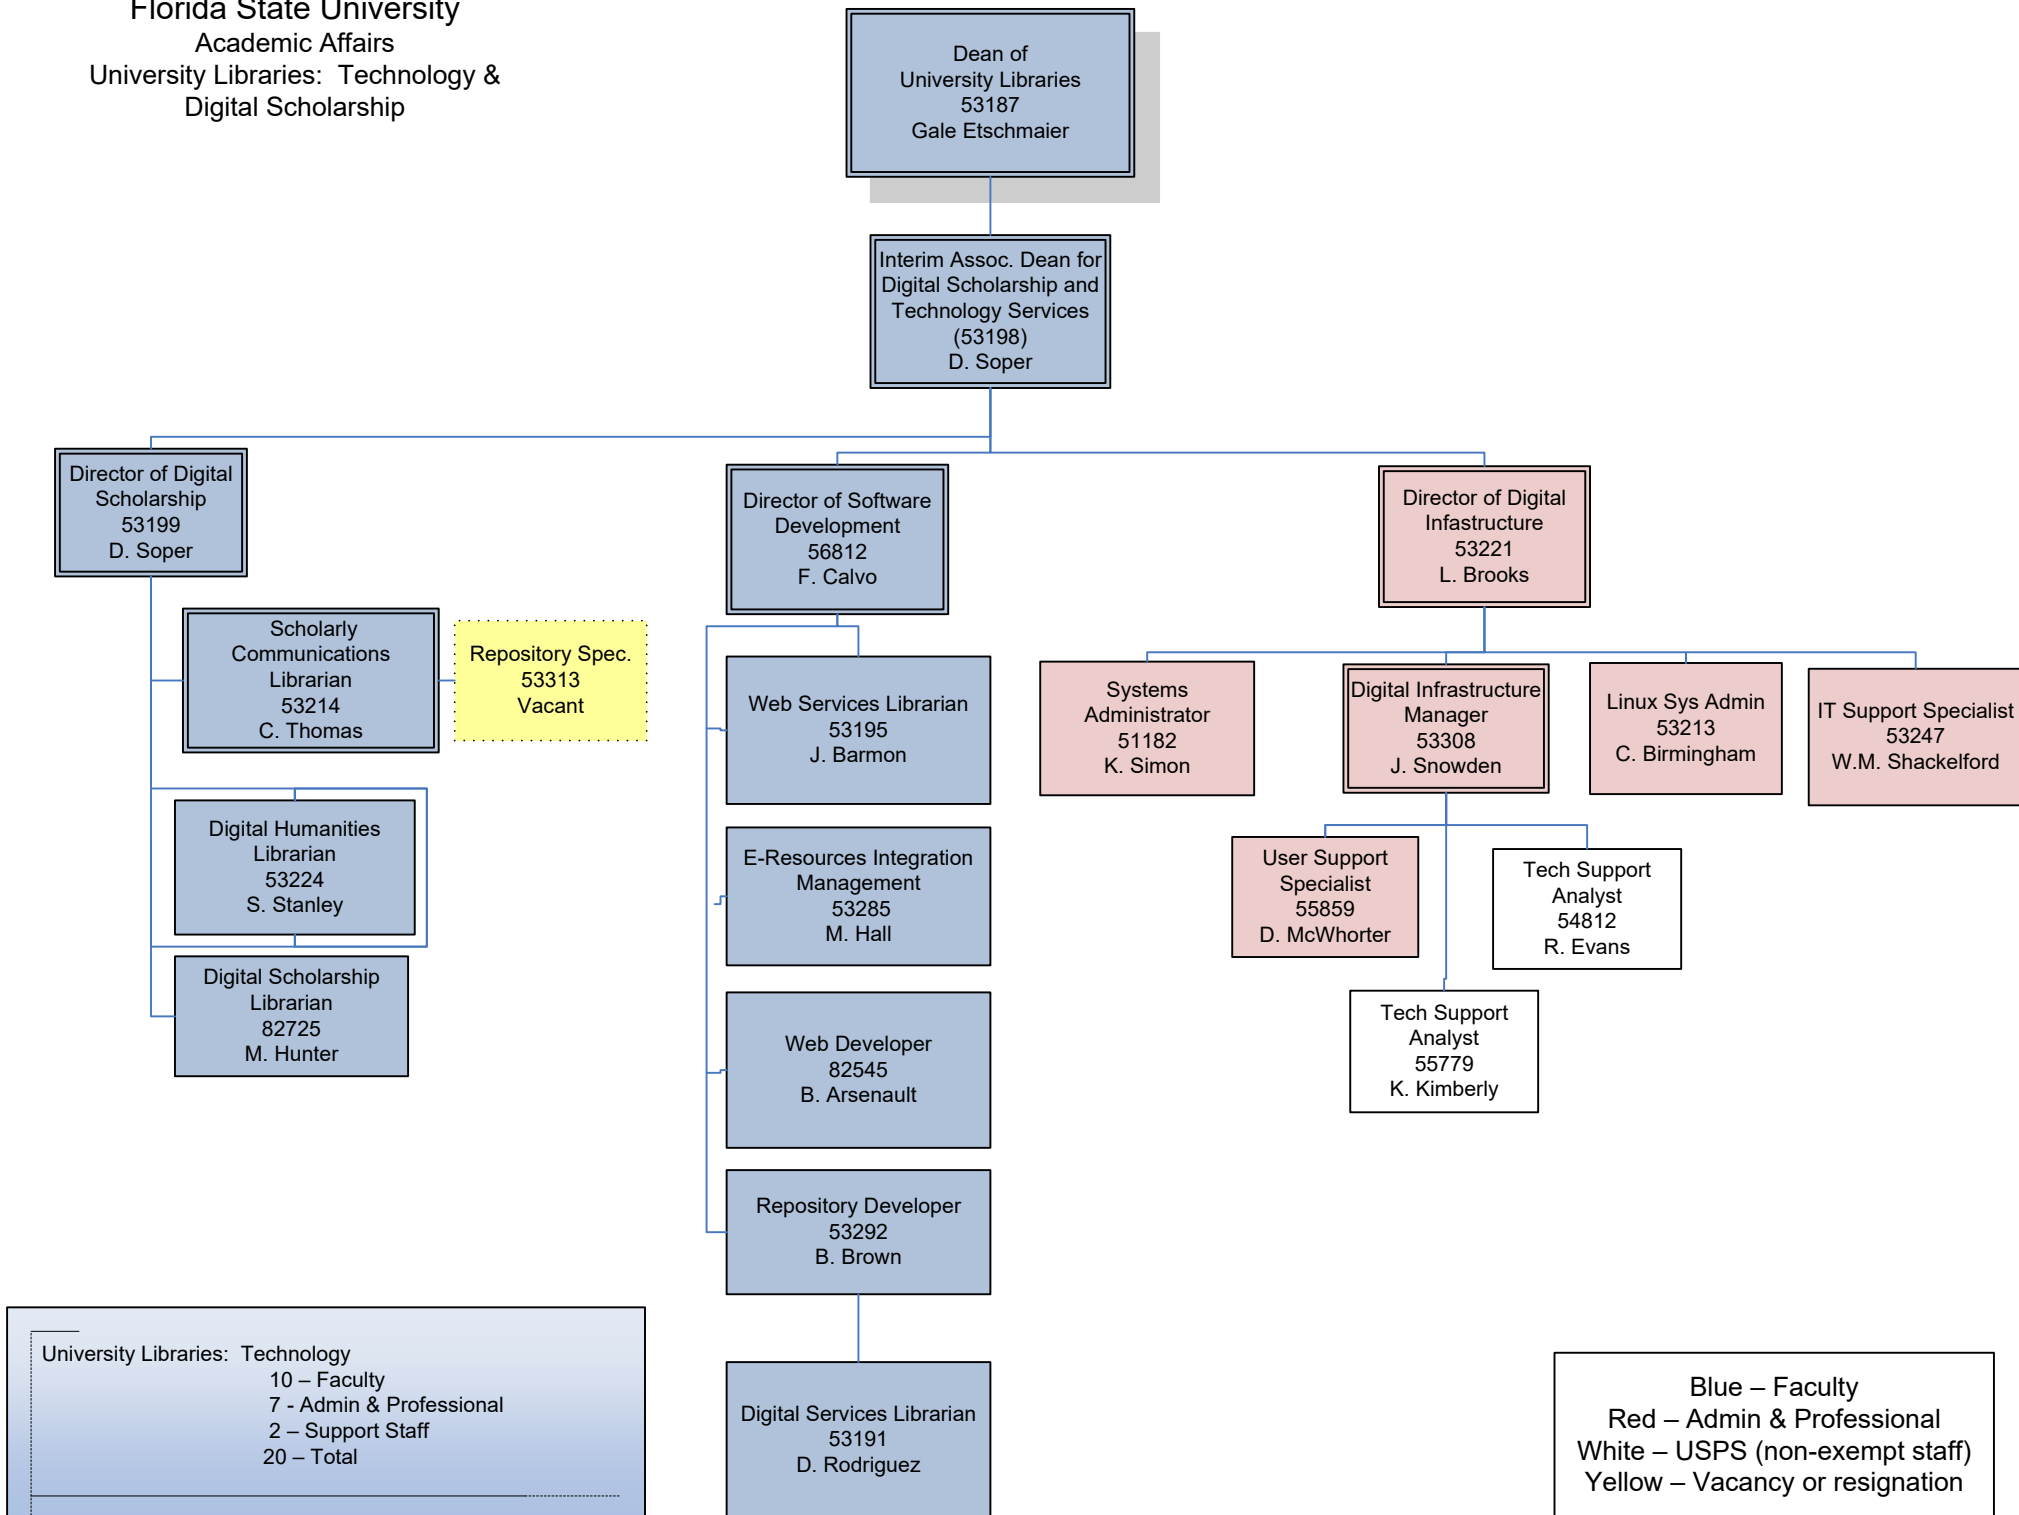 Florida State University
Academic Affairs
University Libraries:  Technology &
Digital Scholarship
Dean of
University Libraries
53187
Gale Etschmaier
Interim Assoc. Dean for
Digital Scholarship and
Technology Services
(53198)
D. Soper
Director of Digital
Scholarship
53199
D. Soper
Director of Software
Development
56812
F. Calvo
Director of Digital
Infastructure
53221
L. Brooks
Scholarly
Communications
Librarian
53214
C. Thomas
Repository Spec.
53313
Vacant
Web Services Librarian
53195
J. Barmon
Systems
Administrator
51182
K. Simon
Digital Infrastructure
Manager
53308
J. Snowden
Linux Sys Admin
53213
C. Birmingham
IT Support Specialist
53247
W.M. Shackelford
Digital Humanities
Librarian
53224
S. Stanley
E-Resources Integration
Management
53285
M. Hall
User Support
Specialist
55859
D. McWhorter
Tech Support
Analyst
54812
R. Evans
Digital Scholarship
Librarian
82725
M. Hunter
Web Developer
82545
B. Arsenault
Tech Support
Analyst
55779
K. Kimberly
Repository Developer
53292
B. Brown
Digital Services Librarian
53191
D. Rodriguez
University Libraries:  Technology
10 – Faculty
7 - Admin & Professional
2 – Support Staff
20 – Total
Blue – Faculty
Red – Admin & Professional
White – USPS (non-exempt staff)
Yellow – Vacancy or resignation